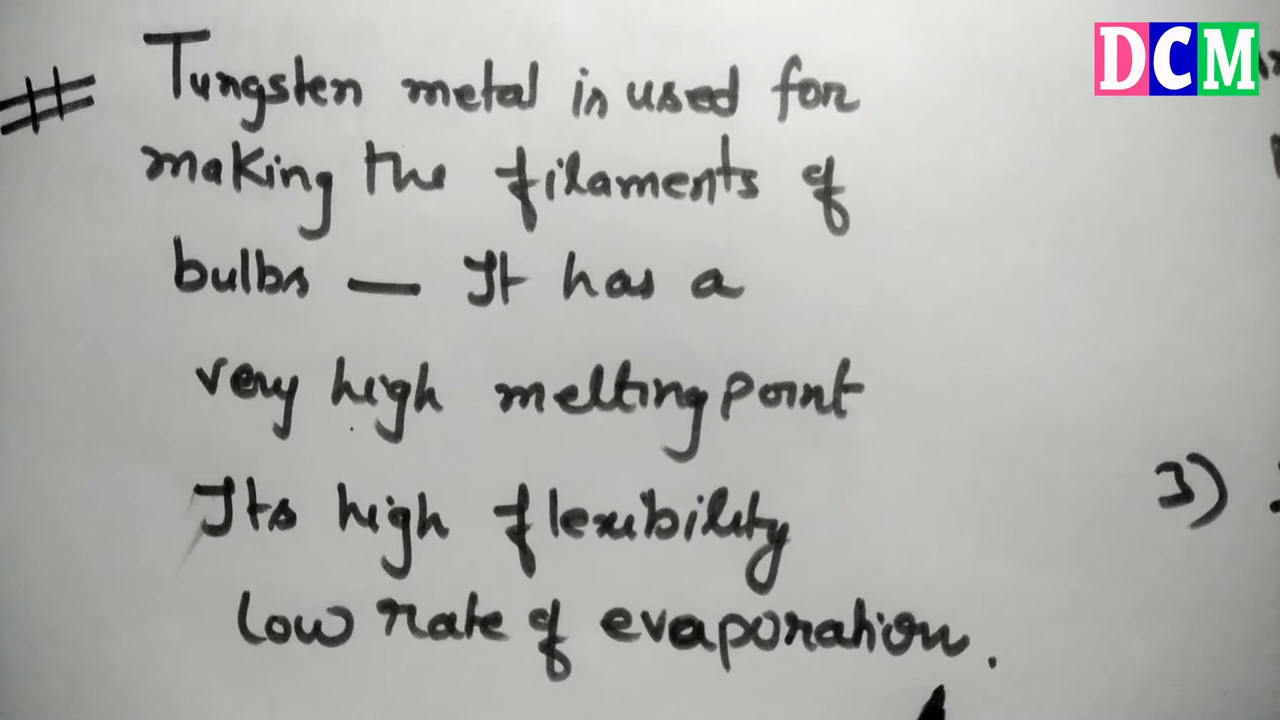 DCM
# Tungsten metal is used for
making the filaments of
bulbs — It has a
very high melting point
Its high flexibility
low rate of evaporation.
3)